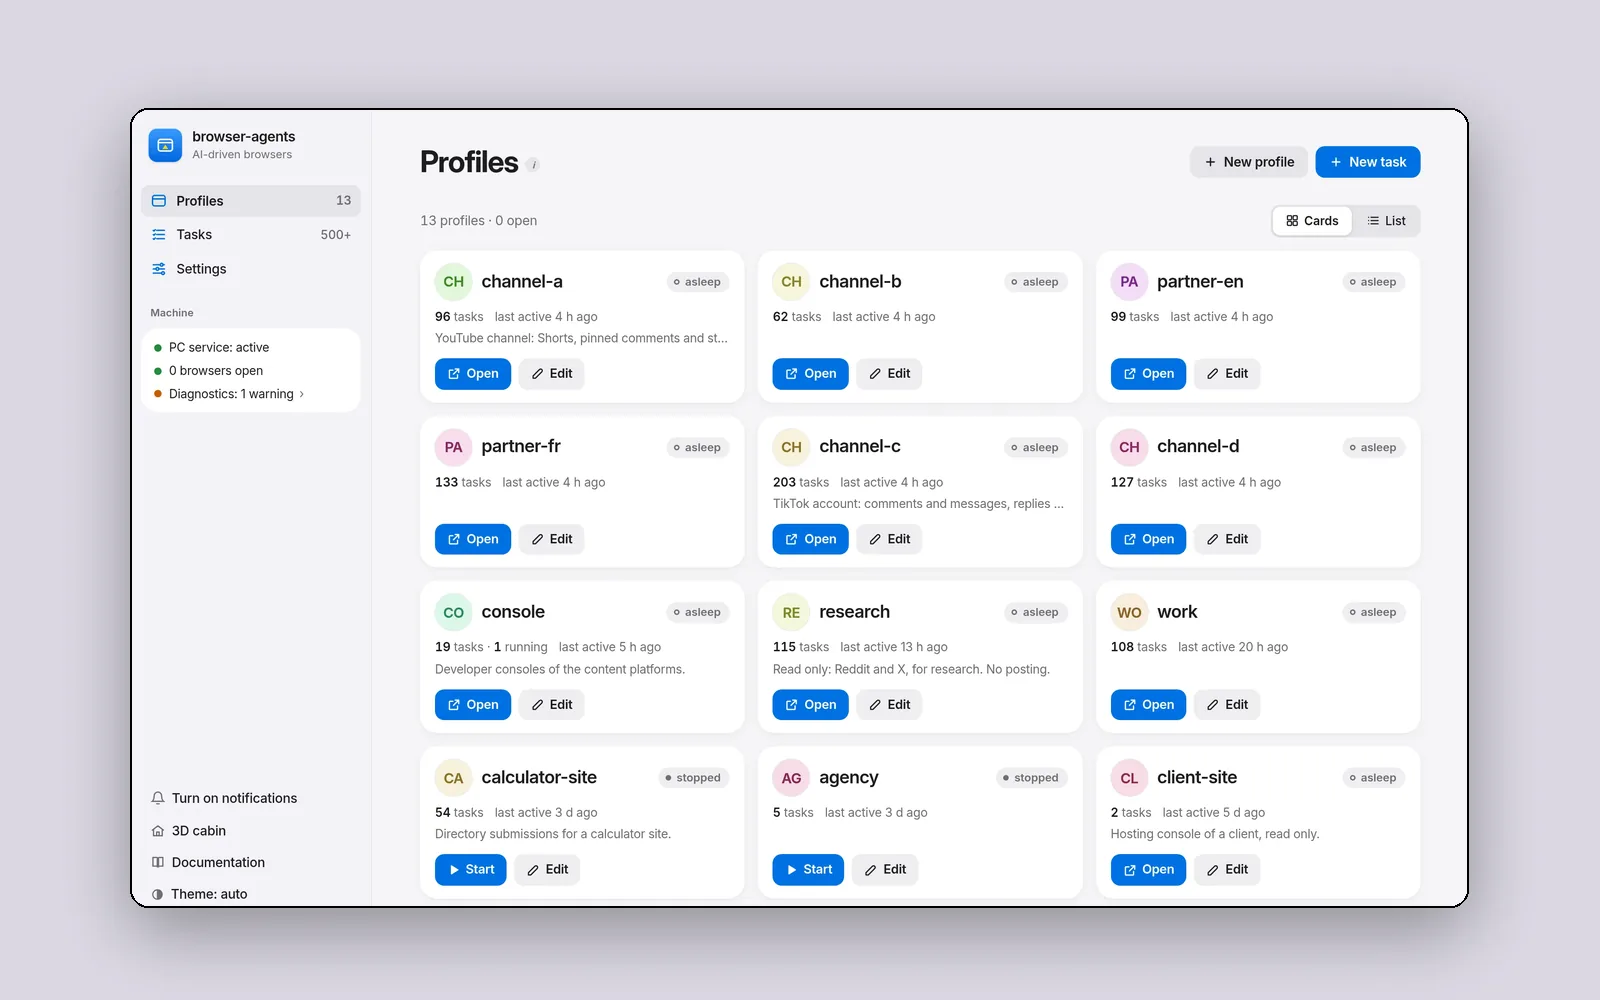 browser-agents
AI-driven browsers
Profiles 13
Tasks 500+
Settings
Machine
PC service: active
0 browsers open
Diagnostics: 1 warning ›
Turn on notifications
3D cabin
Documentation
Theme: auto
Profiles i
+ New profile
+ New task
13 profiles · 0 open
Cards
List
CH channel-a asleep
96 tasks last active 4 h ago
YouTube channel: Shorts, pinned comments and st...
Open Edit
CH channel-b asleep
62 tasks last active 4 h ago
Open Edit
PA partner-en asleep
99 tasks last active 4 h ago
Open Edit
PA partner-fr asleep
133 tasks last active 4 h ago
Open Edit
CH channel-c asleep
203 tasks last active 4 h ago
TikTok account: comments and messages, replies ...
Open Edit
CH channel-d asleep
127 tasks last active 4 h ago
Open Edit
CO console asleep
19 tasks · 1 running last active 5 h ago
Developer consoles of the content platforms.
Open Edit
RE research asleep
115 tasks last active 13 h ago
Read only: Reddit and X, for research. No posting.
Open Edit
WO work asleep
108 tasks last active 20 h ago
Open Edit
CA calculator-site stopped
54 tasks last active 3 d ago
Directory submissions for a calculator site.
Start Edit
AG agency stopped
5 tasks last active 3 d ago
Start Edit
CL client-site asleep
2 tasks last active 5 d ago
Hosting console of a client, read only.
Open Edit